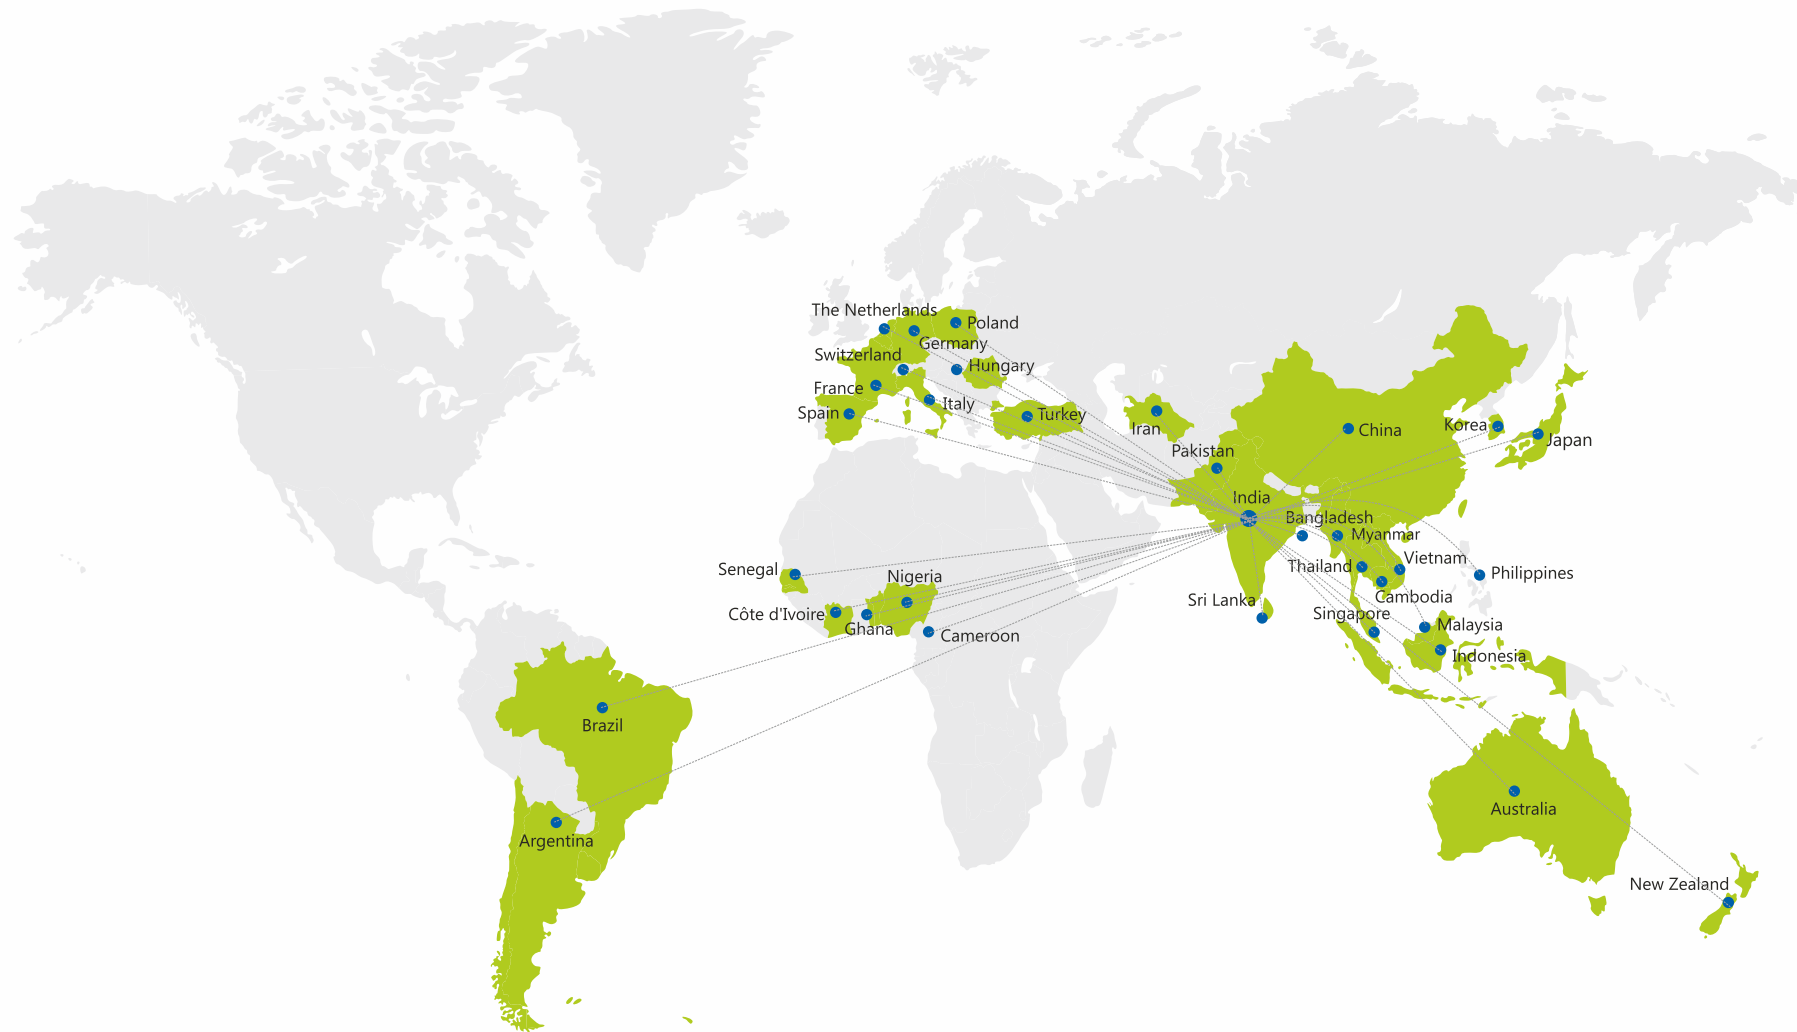 The Netherlands
Poland
Germany
Switzerland
Hungary
France
Italy
Spain
Turkey
Iran
China
Korea
Japan
Pakistan
India
Bangladesh
Myanmar
Vietnam
Thailand
Philippines
Senegal
Nigeria
Cambodia
Sri Lanka
Singapore
Côte d'Ivoire
Ghana
Cameroon
Malaysia
Indonesia
Brazil
Australia
Argentina
New Zealand